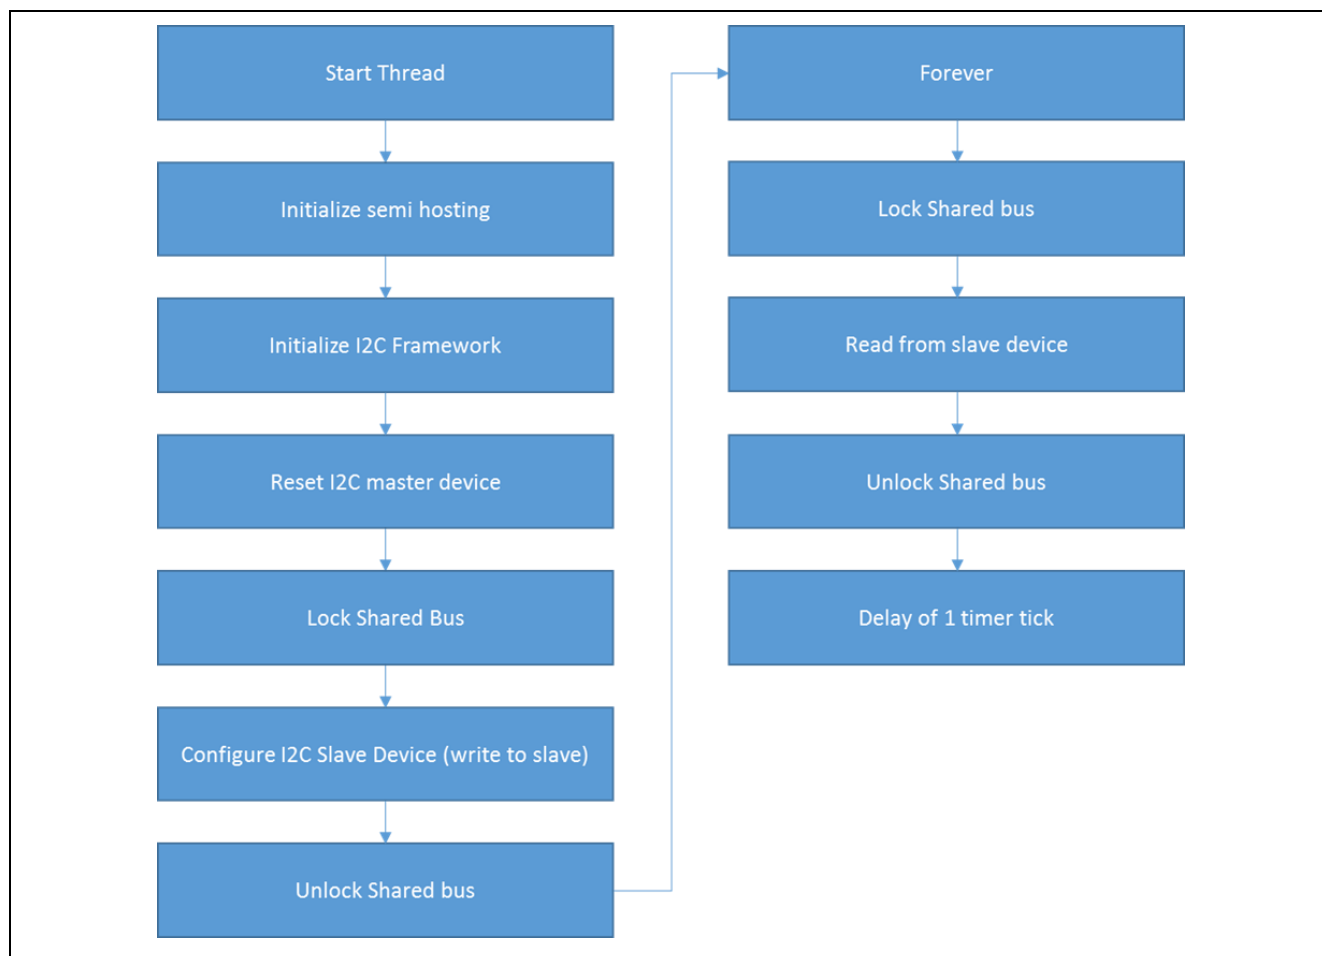 Start Thread
Initialize semi hosting
Initialize I2C Framework
Reset I2C master device
Lock Shared Bus
Configure I2C Slave Device (write to slave)
Unlock Shared bus
Forever
Lock Shared bus
Read from slave device
Unlock Shared bus
Delay of 1 timer tick